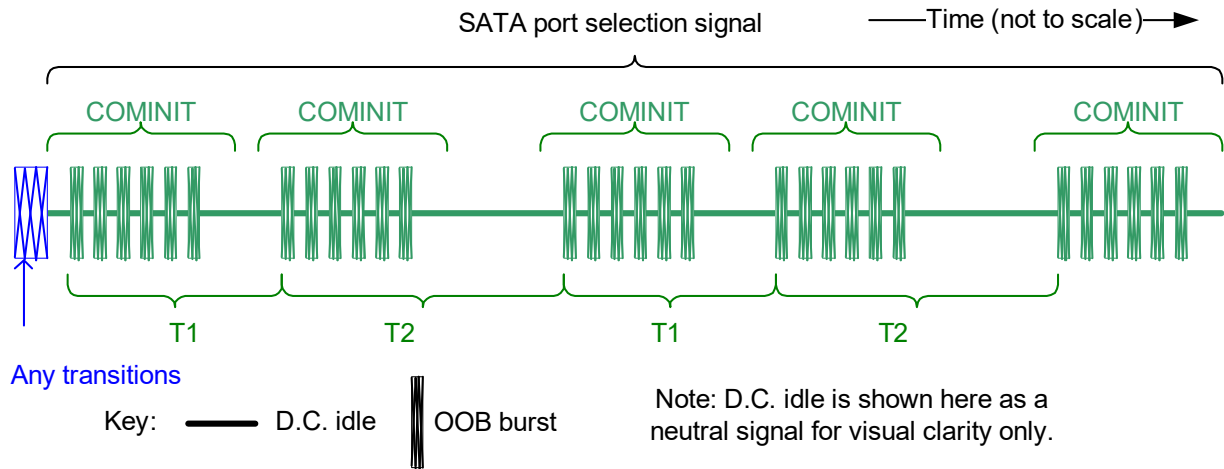 SATA port selection signal
Time (not to scale)
COMINIT COMINIT COMINIT COMINIT COMINIT
T1 T2 T1 T2
Any transitions
Key: D.C. idle OOB burst
Note: D.C. idle is shown here as a
neutral signal for visual clarity only.